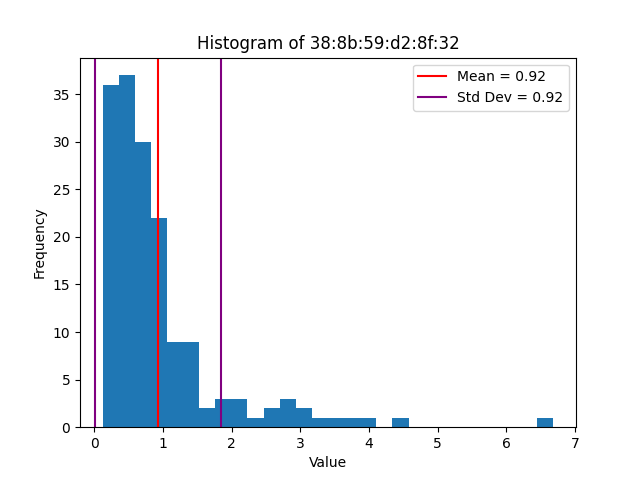 Histogram of 38:8b:59:d2:8f:32
Mean = 0.92
Std Dev = 0.92
Frequency
35
30
25
20
15
10
5
0
0 1 2 3 4 5 6 7
Value